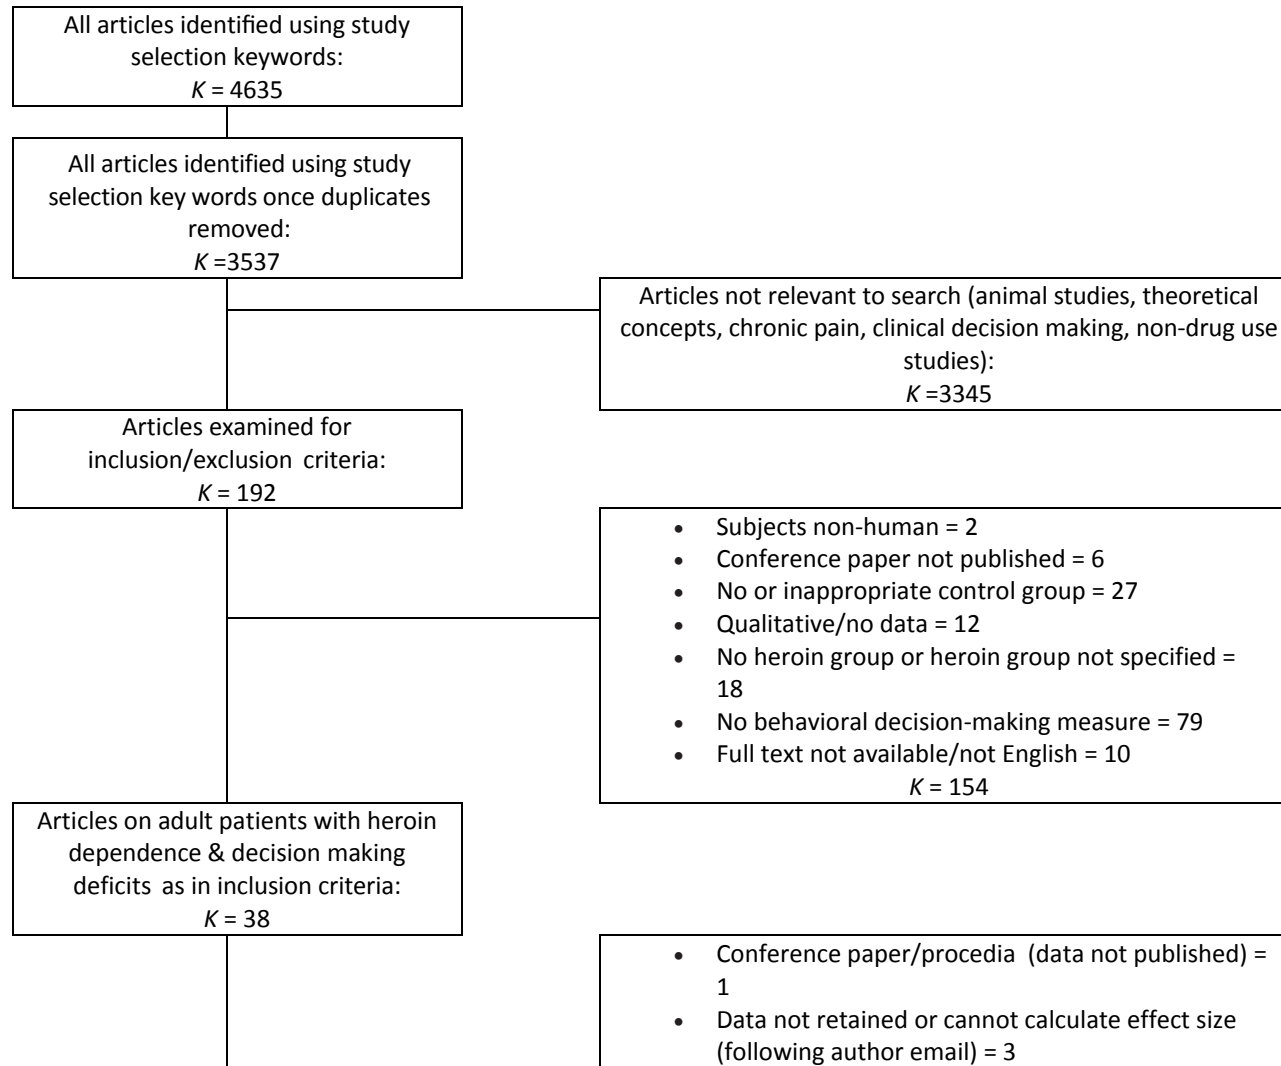 All articles identified using study
selection keywords:
K = 4635
All articles identified using study
selection key words once duplicates
removed:
K =3537
Articles not relevant to search (animal studies, theoretical
concepts, chronic pain, clinical decision making, non-drug use
studies):
K =3345
Articles examined for
inclusion/exclusion criteria:
K = 192
• Subjects non-human = 2
• Conference paper not published = 6
• No or inappropriate control group = 27
• Qualitative/no data = 12
• No heroin group or heroin group not specified =
18
• No behavioral decision-making measure = 79
• Full text not available/not English = 10
K = 154
Articles on adult patients with heroin
dependence & decision making
deficits as in inclusion criteria:
K = 38
• Conference paper/procedia (data not published) =
1
• Data not retained or cannot calculate effect size
(following author email) = 3